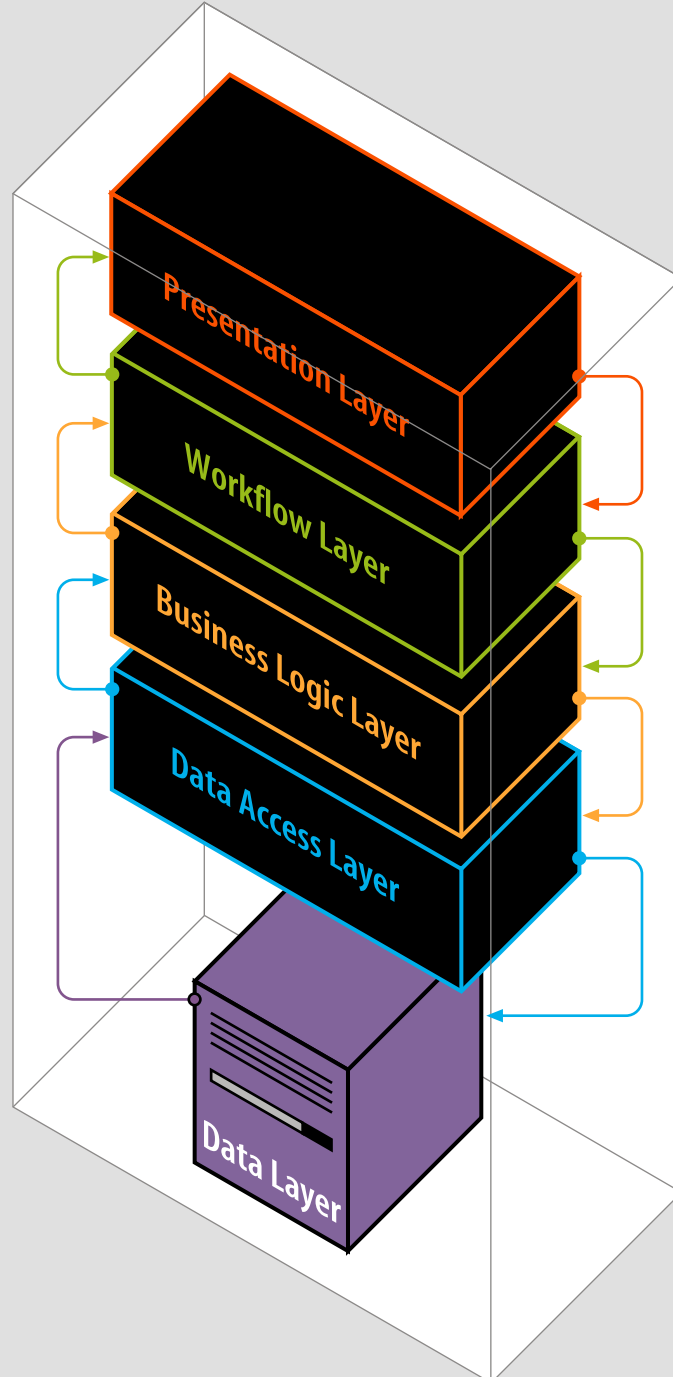 Presentation Layer
Workflow Layer
Business Logic Layer
Data Access Layer
Data Layer